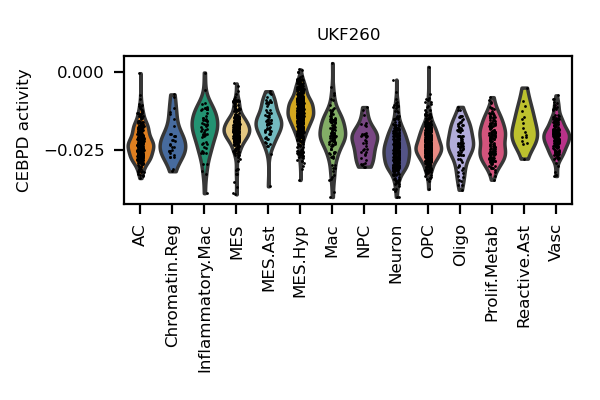 UKF260
CEBPD activity
0.000
−0.025
AC
Chromatin.Reg
Inflammatory.Mac
MES
MES.Ast
MES.Hyp
Mac
NPC
Neuron
OPC
Oligo
Prolif.Metab
Reactive.Ast
Vasc